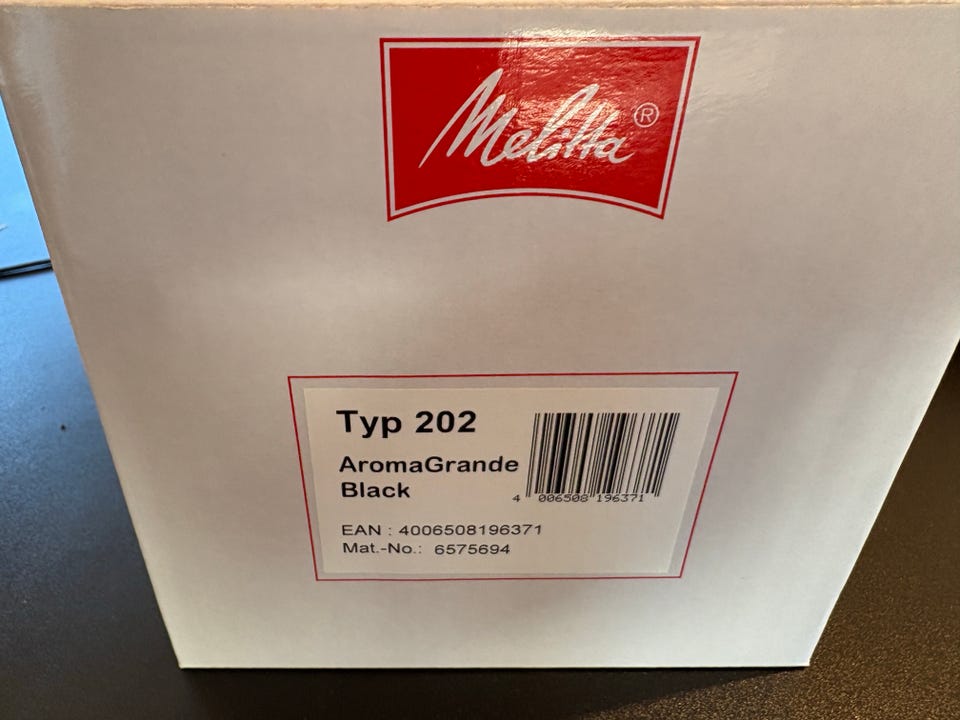 Melitta®
Typ 202
AromaGrande
Black
4 006508 196371
EAN : 4006508196371
Mat.-No.: 6575694